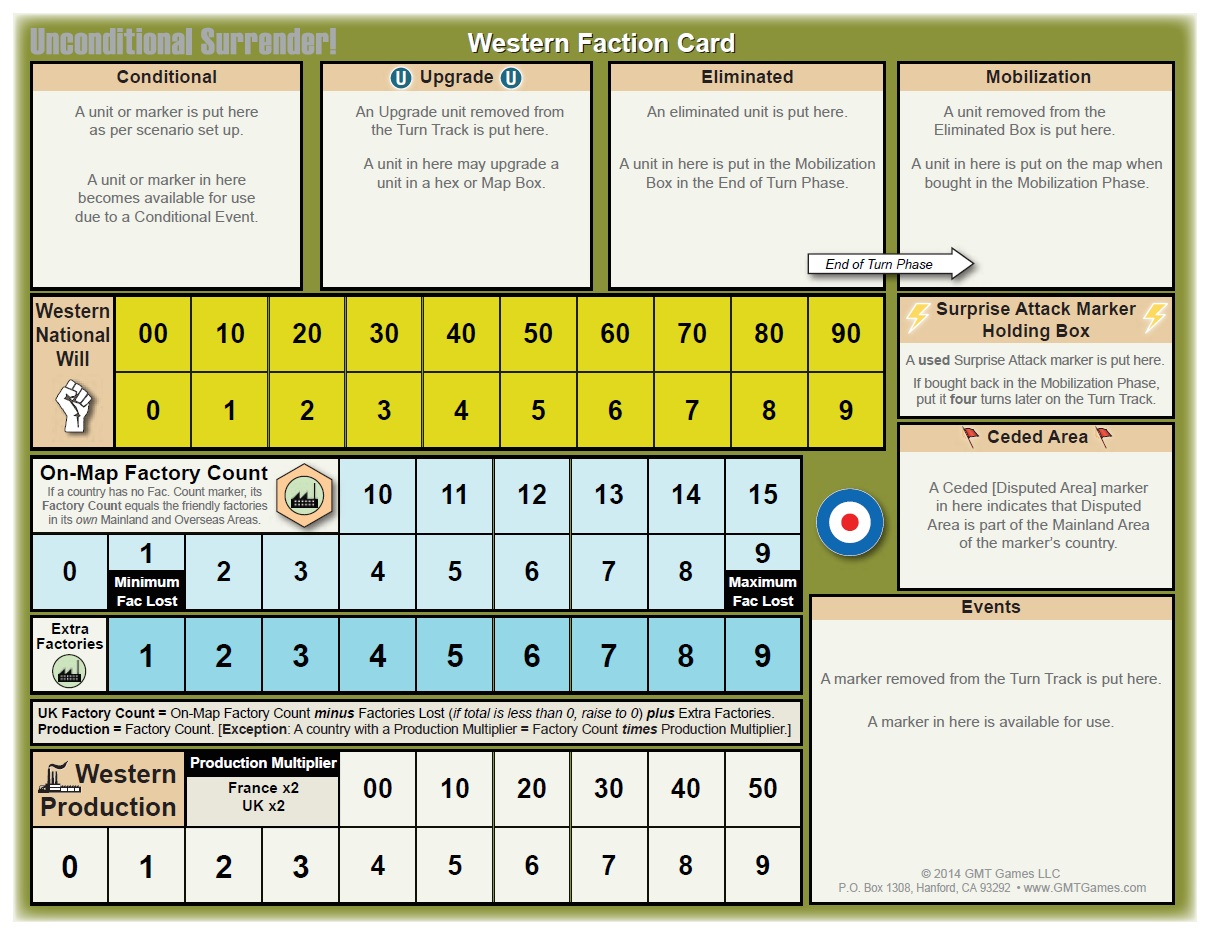 Unconditional Surrender!
Western Faction Card
Conditional
A unit or marker is put here
as per scenario set up.
A unit or marker in here
becomes available for use
due to a Conditional Event.
U Upgrade U
An Upgrade unit removed from
the Turn Track is put here.
A unit in here may upgrade a
unit in a hex or Map Box.
Eliminated
An eliminated unit is put here.
A unit in here is put in the Mobilization
Box in the End of Turn Phase.
End of Turn Phase
Mobilization
A unit removed from the
Eliminated Box is put here.
A unit in here is put on the map when
bought in the Mobilization Phase.
Western
National
Will
00 10 20 30 40 50 60 70 80 90
0 1 2 3 4 5 6 7 8 9
Surprise Attack Marker
Holding Box
A used Surprise Attack marker is put here.
If bought back in the Mobilization Phase,
put it four turns later on the Turn Track.
Ceded Area
A Ceded [Disputed Area] marker
in here indicates that Disputed
Area is part of the Mainland Area
of the marker's country.
On-Map Factory Count
If a country has no Fac. Count marker, its
Factory Count equals the friendly factories
in its own Mainland and Overseas Areas.
10 11 12 13 14 15
0 1 2 3 4 5 6 7 8 9
Minimum
Fac Lost
Maximum
Fac Lost
Extra
Factories
1 2 3 4 5 6 7 8 9
UK Factory Count = On-Map Factory Count minus Factories Lost (if total is less than 0, raise to 0) plus Extra Factories.
Production = Factory Count. [Exception: A country with a Production Multiplier = Factory Count times Production Multiplier.]
Western
Production
Production Multiplier
France x2
UK x2
00 10 20 30 40 50
0 1 2 3 4 5 6 7 8 9
Events
A marker removed from the Turn Track is put here.
A marker in here is available for use.
© 2014 GMT Games LLC
P.O. Box 1308, Hanford, CA 93292 • www.GMTGames.com